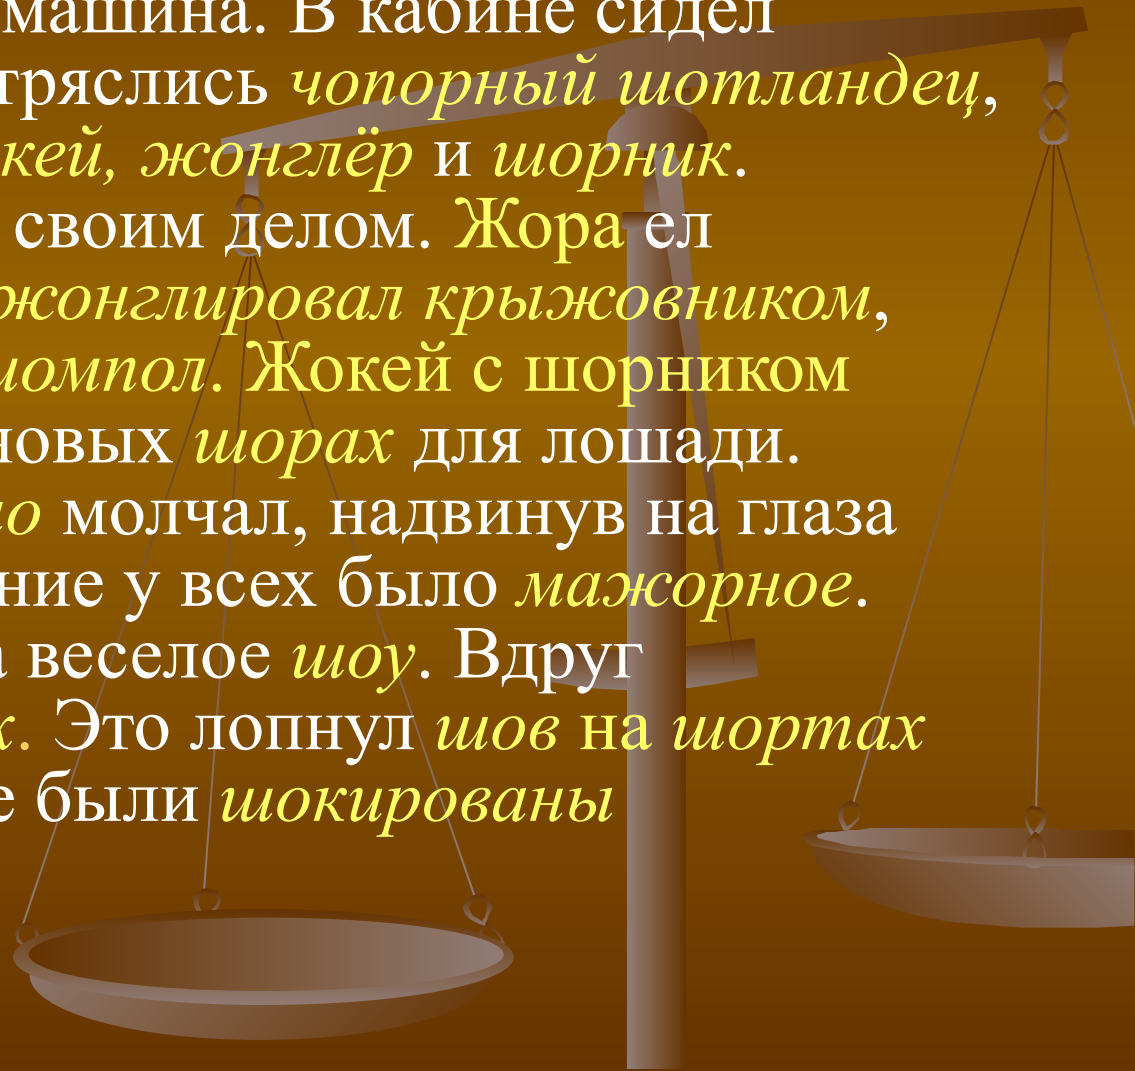 машина. В кабине сидел
тряслись чопорный шотландец,
кей, жонглёр и шорник.
своим делом. Жора ел
жонглировал крыжовником,
шомпол. Жокей с шорником
новых шорах для лошади.
молчал, надвинув на глаза
ние у всех было мажорное.
веселое шоу. Вдруг
Это лопнул шов на шортах
е были шокированы